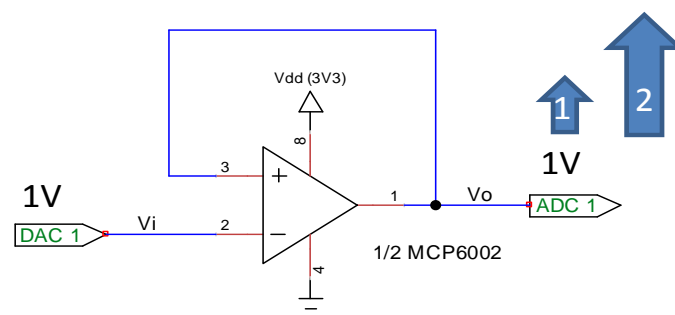 Vdd (3V3)
1
2
8
3
+
1V
1V
1
Vo
ADC 1
DAC 1
Vi
2
−
4
1/2 MCP6002